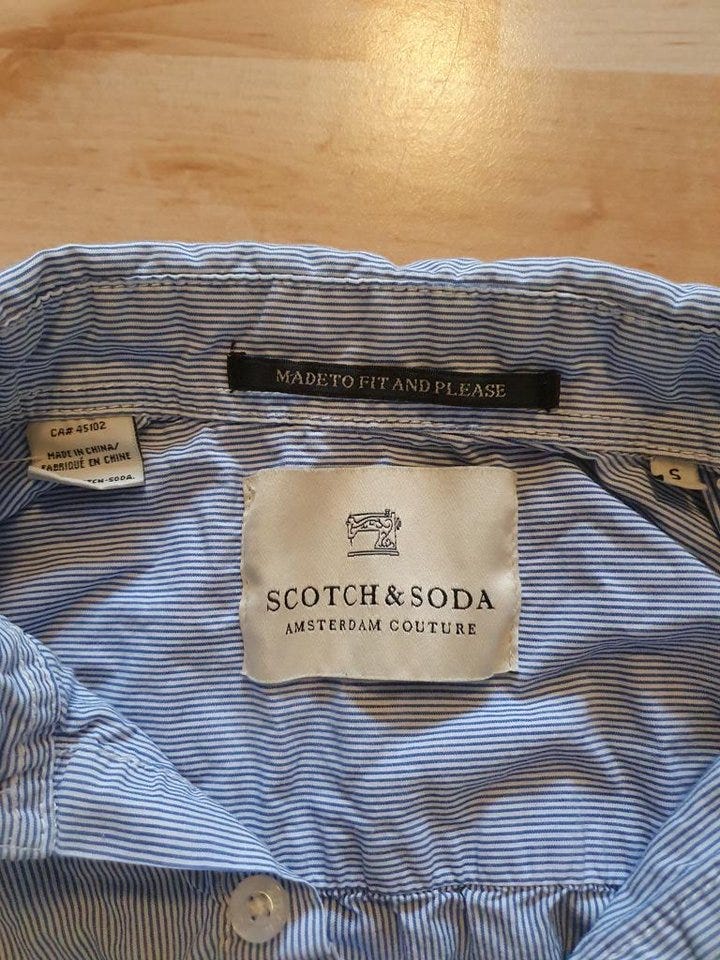 MADE TO FIT AND PLEASE
CA# 45102
MADE IN CHINA/
FABRIQUÉ EN CHINE
S
SCOTCH & SODA
AMSTERDAM COUTURE